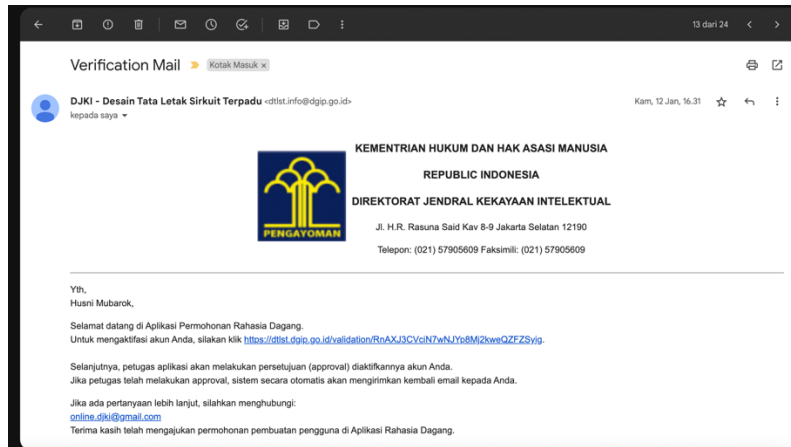 13 dari 24
Verification Mail Kotak Masuk ×
DJKI - Desain Tata Letak Sirkuit Terpadu <dtlst.info@dgip.go.id> Kam, 12 Jan, 16.31
kepada saya
KEMENTRIAN HUKUM DAN HAK ASASI MANUSIA
REPUBLIC INDONESIA
DIREKTORAT JENDRAL KEKAYAAN INTELEKTUAL
PENGAYOMAN
Jl. H.R. Rasuna Said Kav 8-9 Jakarta Selatan 12190
Telepon: (021) 57905609 Faksimili: (021) 57905609
Yth,
Husni Mubarok,
Selamat datang di Aplikasi Permohonan Rahasia Dagang.
Untuk mengaktifasi akun Anda, silakan klik https://dtlst.dgip.go.id/validation/RnAXJ3CVciN7wNJYp8Mj2kweQZFZSyig.
Selanjutnya, petugas aplikasi akan melakukan persetujuan (approval) diaktifkannya akun Anda.
Jika petugas telah melakukan approval, sistem secara otomatis akan mengirimkan kembali email kepada Anda.
Jika ada pertanyaan lebih lanjut, silahkan menghubungi:
online.djki@gmail.com
Terima kasih telah mengajukan permohonan pembuatan pengguna di Aplikasi Rahasia Dagang.